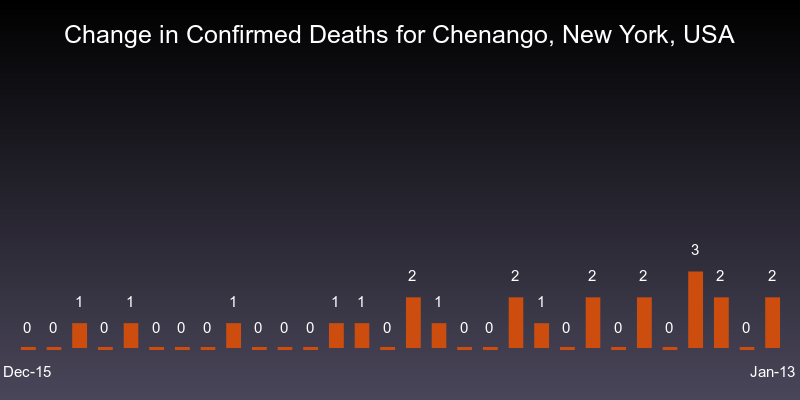 Change in Confirmed Deaths for Chenango, New York, USA
0 0 1 0 1 0 0 0 1 0 0 0 1 1 0 2 1 0 0 2 1 0 2 0 2 0 3 2 0 2
Dec-15 Jan-13